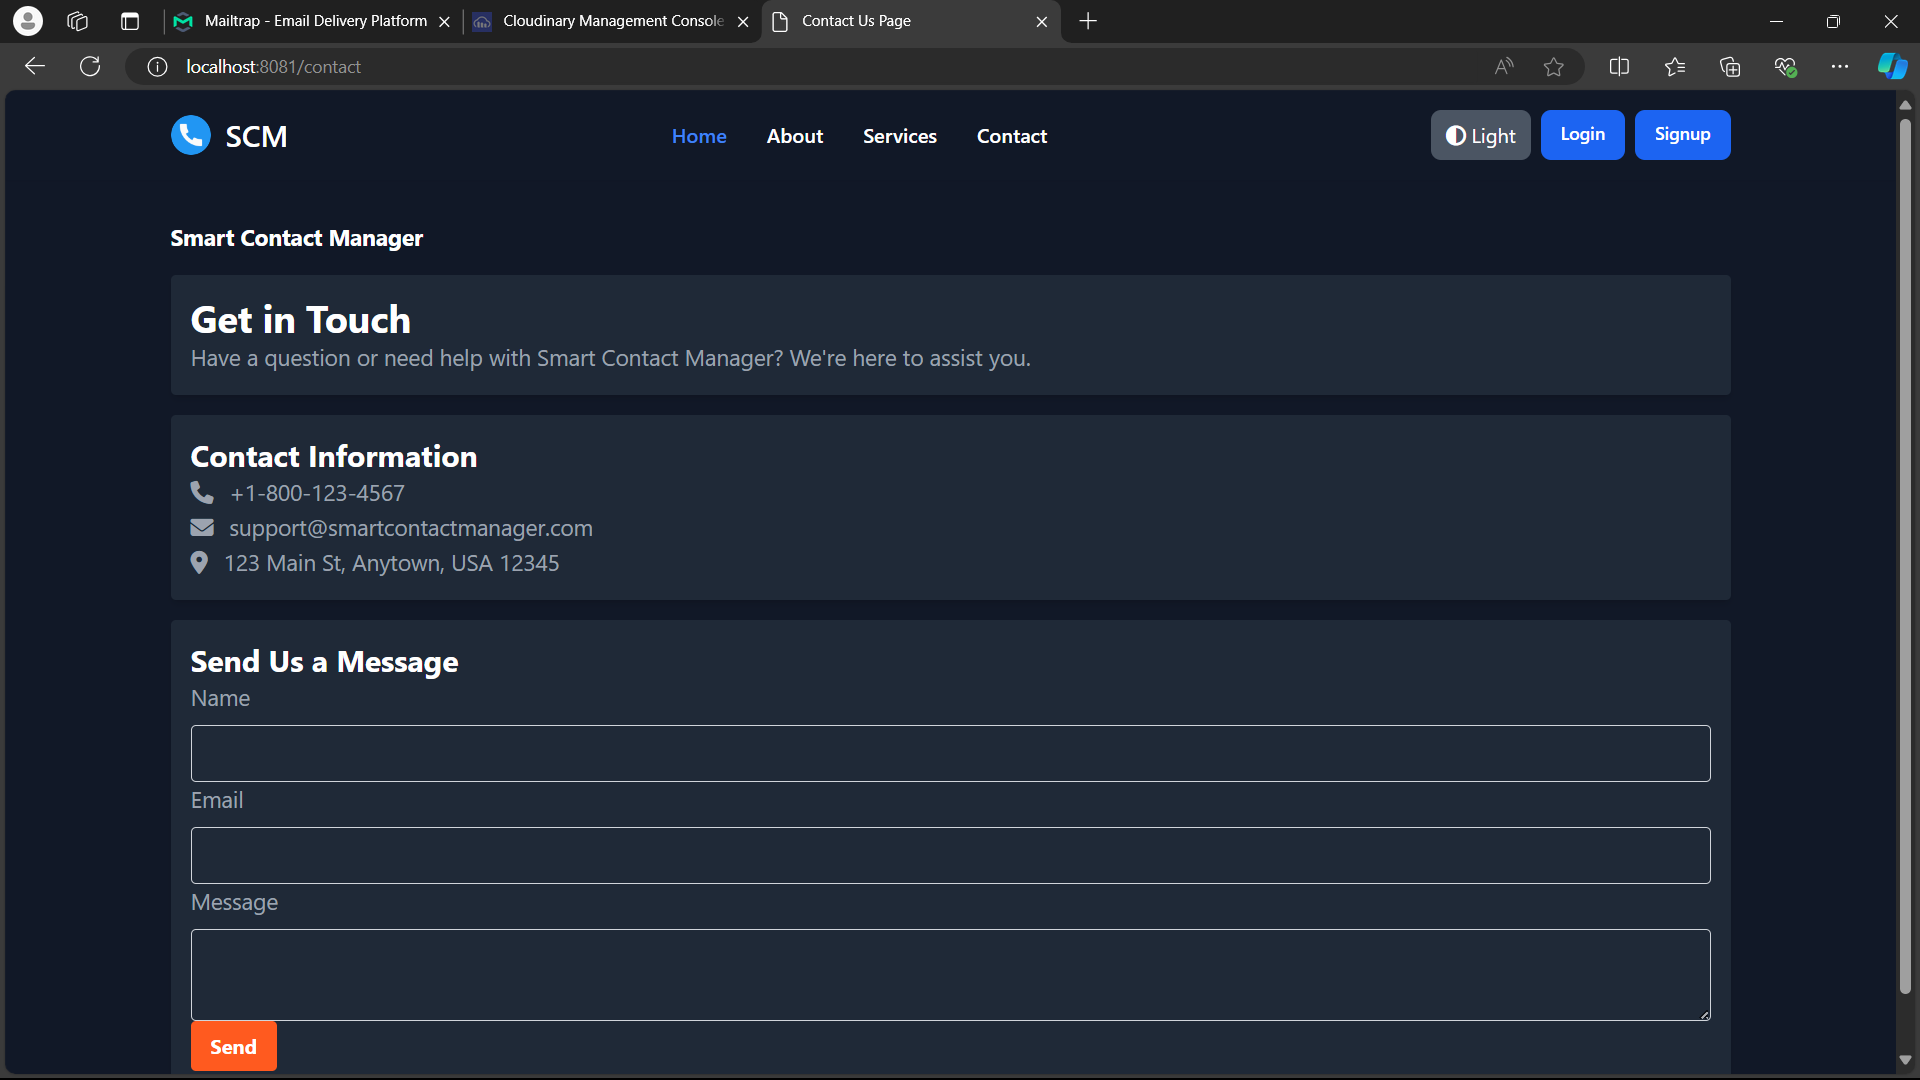 Mailtrap - Email Delivery Platform
Cloudinary Management Console
Contact Us Page
localhost:8081/contact
SCM
Home About Services Contact
Light Login Signup
Smart Contact Manager
Get in Touch
Have a question or need help with Smart Contact Manager? We're here to assist you.
Contact Information
+1-800-123-4567
support@smartcontactmanager.com
123 Main St, Anytown, USA 12345
Send Us a Message
Name
Email
Message
Send